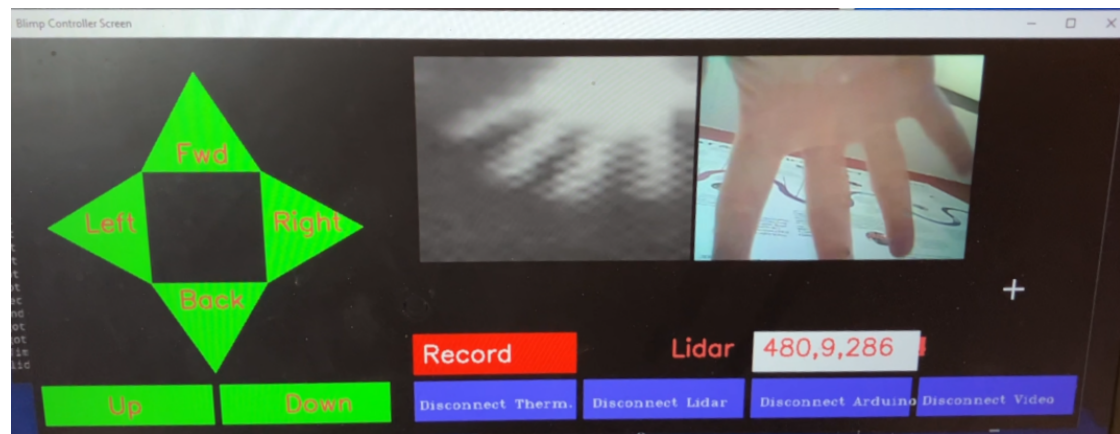 Blimp Controller Screen
Fwd
Left Right
Back
Record Lidar 480,9,286
Up Down Disconnect Therm. Disconnect Lidar Disconnect Arduino Disconnect Video